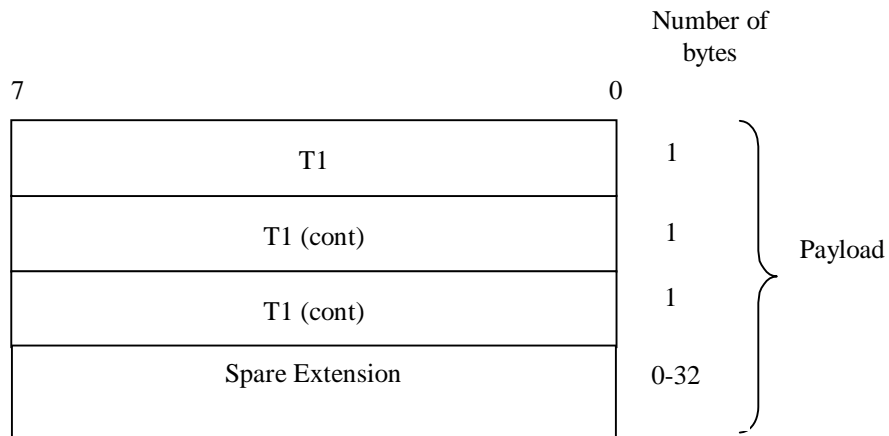 Number of
bytes
7 0
T1 1
T1 (cont) 1
Payload
T1 (cont) 1
Spare Extension 0-32